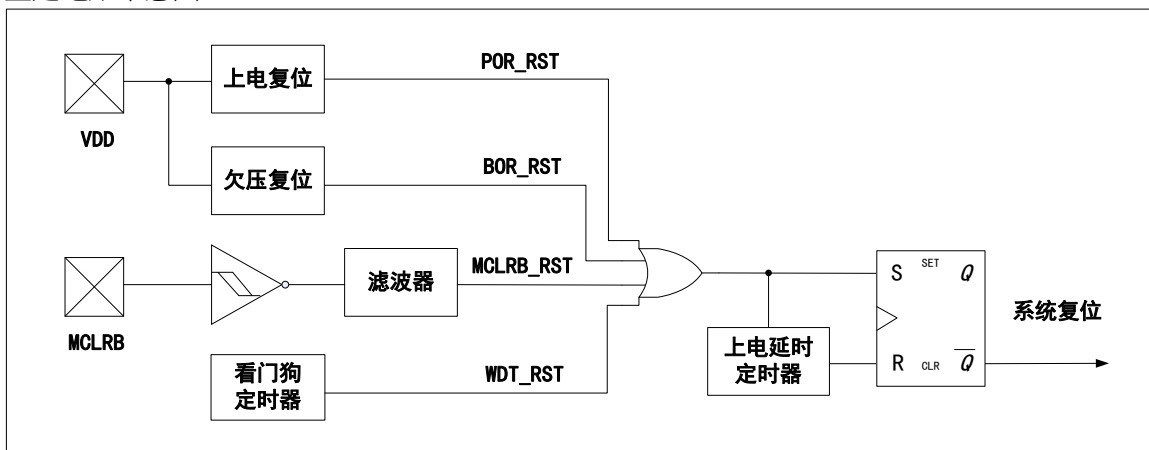 上电复位
POR_RST
VDD
欠压复位
BOR_RST
滤波器
MCLRB_RST
MCLRB
看门狗
定时器
WDT_RST
上电延时
定时器
S SET Q
R CLR Q
系统复位